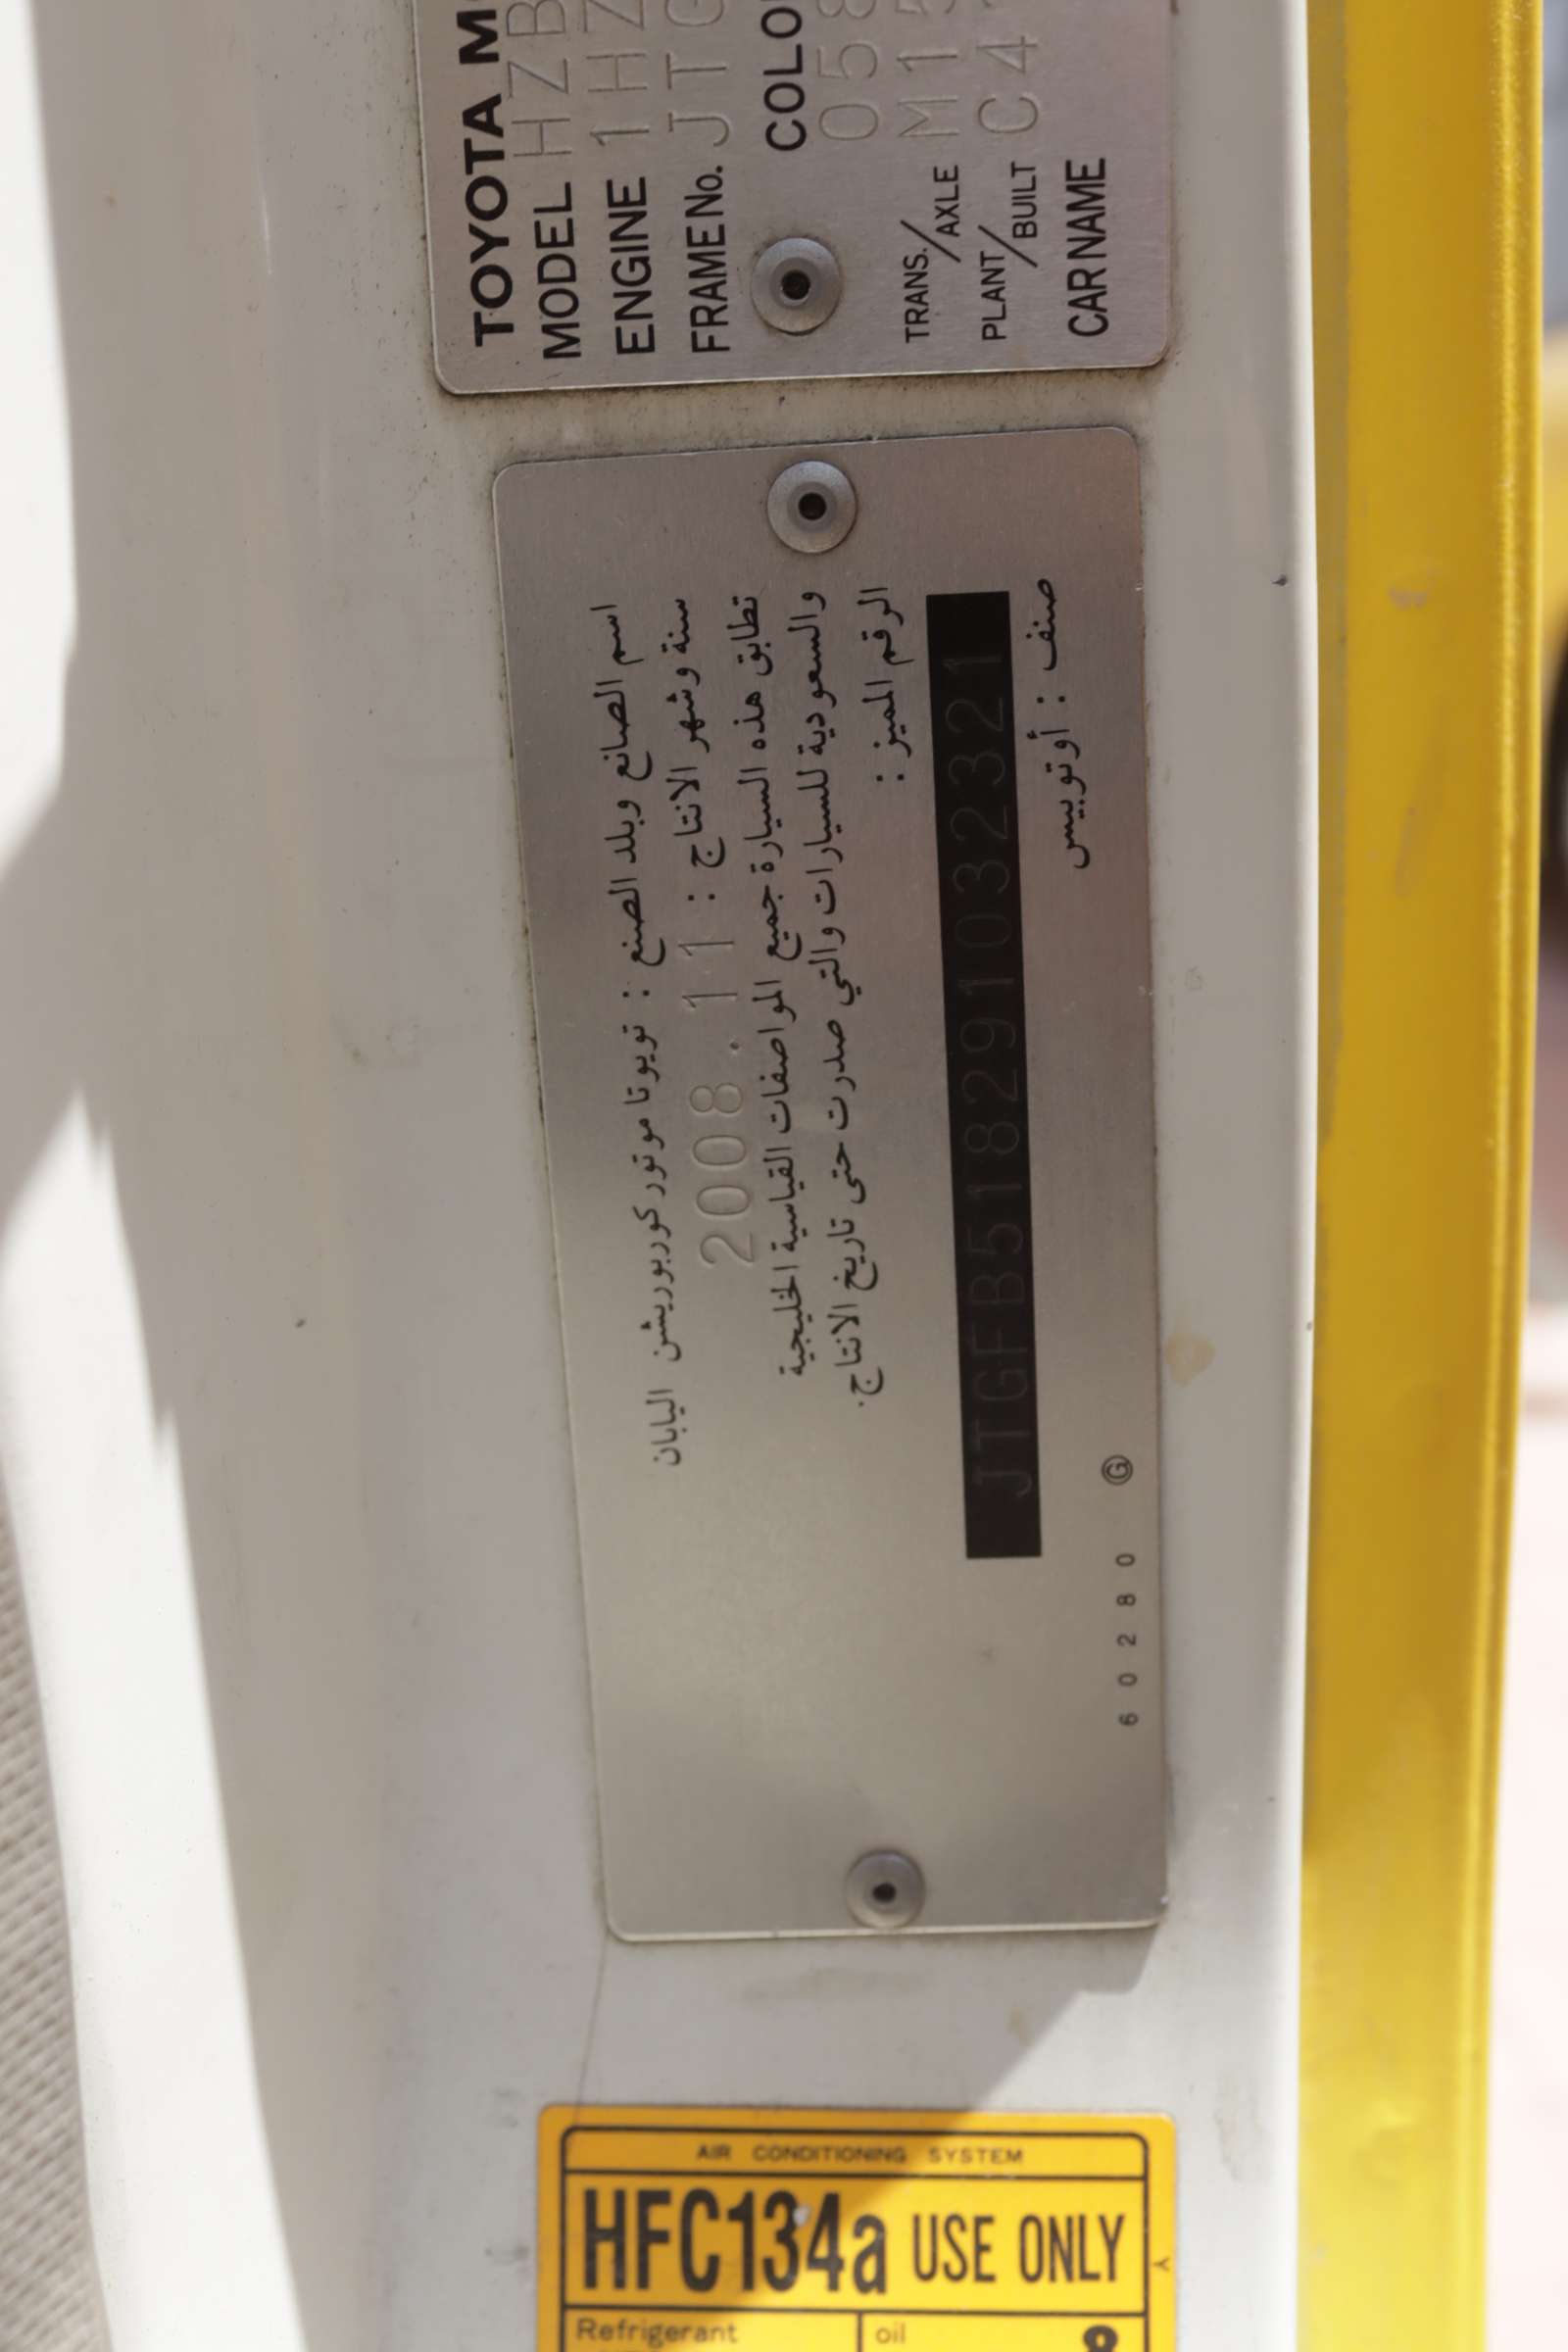 TOYOTA M
MODEL HZB
ENGINE 1HZ
FRAME No. JTG
COLO
058
TRANS./AXLE M15
PLANT/BUILT C4
CAR NAME
اسم الصانع وبلد الصنع : تويوتا موتور كوربوريشن اليابان
سنة وشهر الانتاج : 2008.11
تطابق هذه السيارة جميع المواصفات القياسية الخليجية
والسعودية للسيارات والتي صدرت حتى تاريخ الانتاج.
الرقم المميز :
JTGFB518291032321
صنف : أوتوبيس
60280 Ⓖ
AIR CONDITIONING SYSTEM
HFC134a USE ONLY
Refrigerant
oil 8
Y